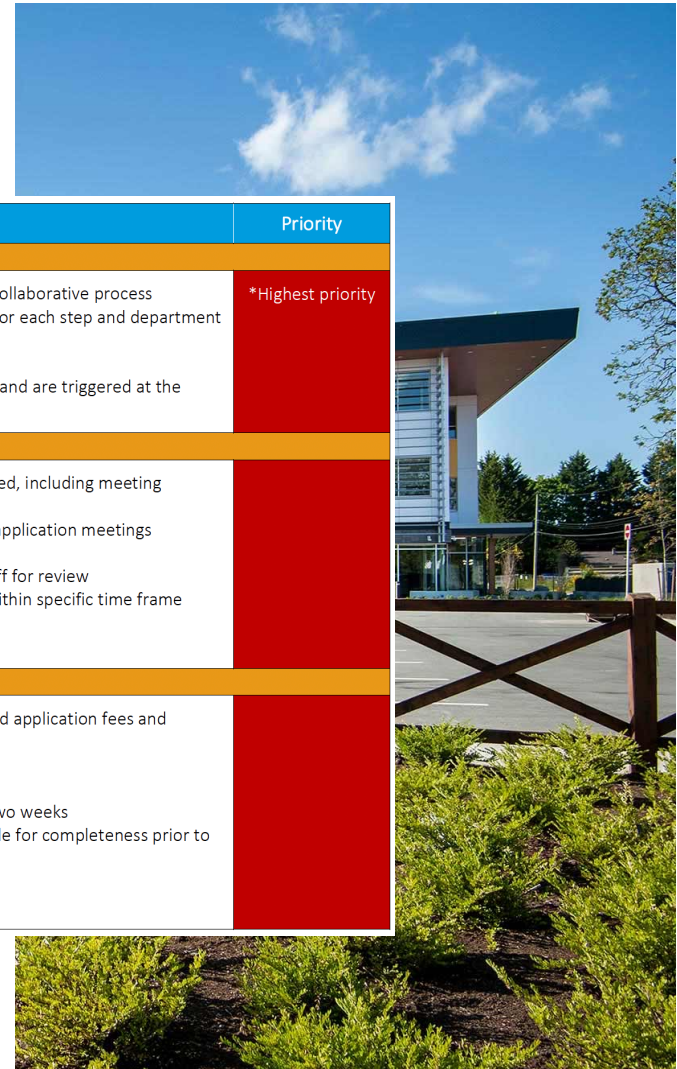 Priority
ollaborative process
*Highest priority
or each step and department
and are triggered at the
ed, including meeting
application meetings
ff for review
ithin specific time frame
d application fees and
wo weeks
le for completeness prior to